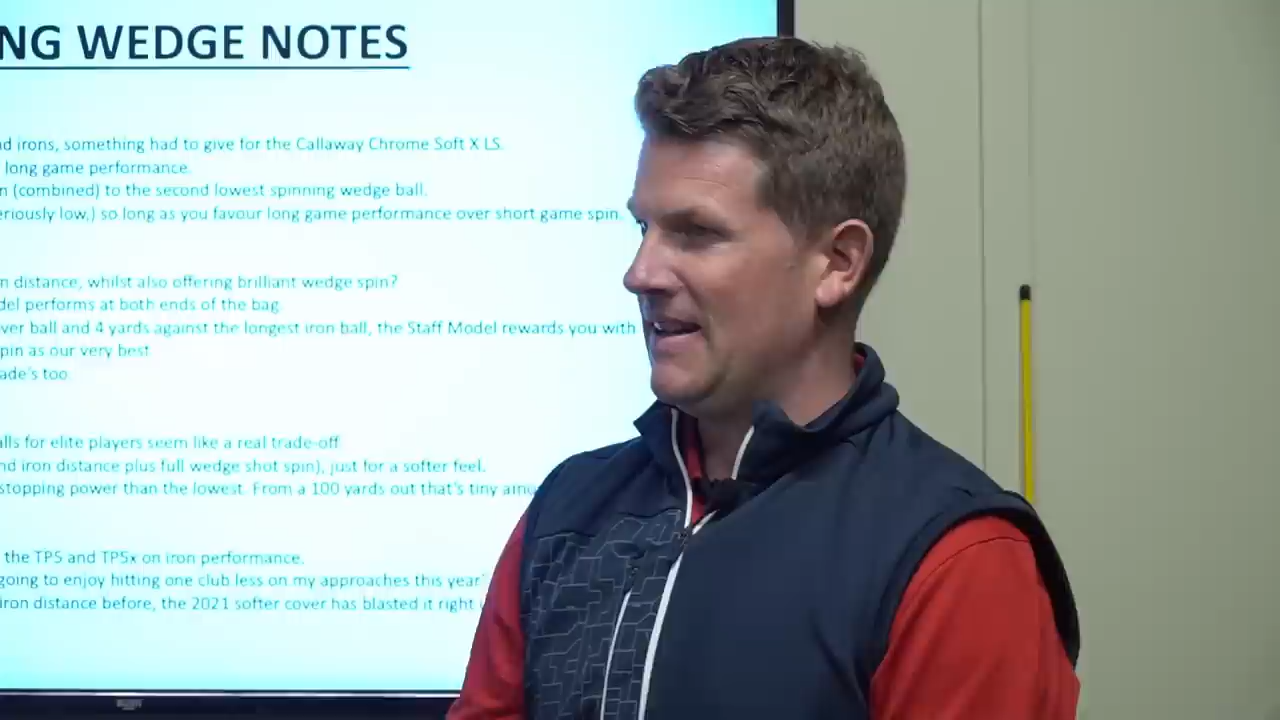 NG WEDGE NOTES
nd irons, something had to give for the Callaway Chrome Soft X LS.
long game performance.
n (combined) to the second lowest spinning wedge ball.
eriously low,) so long as you favour long game performance over short game spin.
n distance, whilst also offering brilliant wedge spin?
del performs at both ends of the bag.
ver ball and 4 yards against the longest iron ball, the Staff Model rewards you with
pin as our very best.
ade's too.
alls for elite players seem like a real trade-off.
nd iron distance plus full wedge shot spin), just for a softer feel.
stopping power than the lowest. From a 100 yards out that's tiny
the TP5 and TP5x on iron performance.
going to enjoy hitting one club less on my approaches this year'
iron distance before, the 2021 softer cover has blasted it right